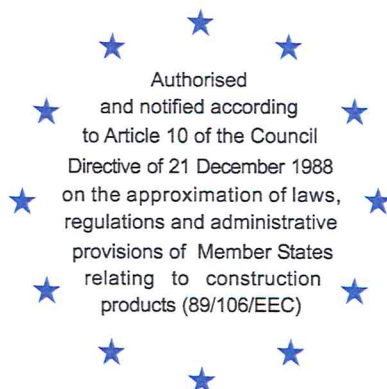 Authorised
and notified according
to Article 10 of the Council
Directive of 21 December 1988
on the approximation of laws,
regulations and administrative
provisions of Member States
relating to construction
products (89/106/EEC)